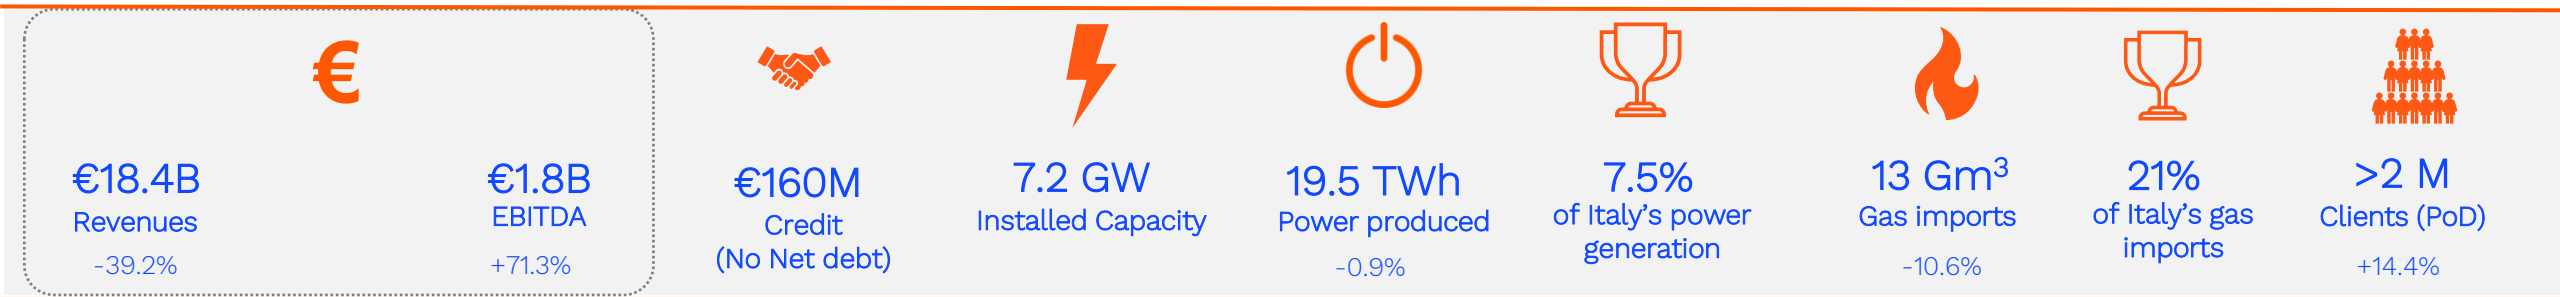 €
€18.4B
Revenues
-39.2%
€1.8B
EBITDA
+71.3%
€160M
Credit
(No Net debt)
7.2 GW
Installed Capacity
19.5 TWh
Power produced
-0.9%
7.5%
of Italy’s power
generation
13 Gm³
Gas imports
-10.6%
21%
of Italy’s gas
imports
>2 M
Clients (PoD)
+14.4%